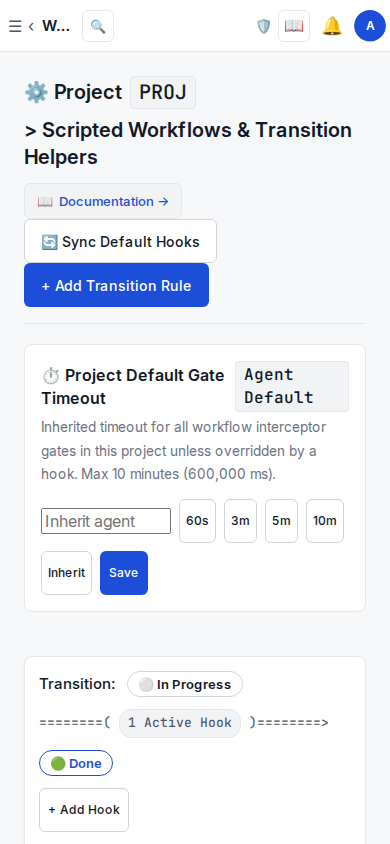 ☰ ‹ W... 🔍 🛡️ 📖 🔔 A
⚙️ Project PROJ
> Scripted Workflows & Transition
Helpers
📖 Documentation →
🔄 Sync Default Hooks
+ Add Transition Rule
⏱️ Project Default Gate
Timeout
Agent
Default
Inherited timeout for all workflow interceptor
gates in this project unless overridden by a
hook. Max 10 minutes (600,000 ms).
Inherit agent 60s 3m 5m 10m
Inherit Save
Transition: ⚪ In Progress
========( 1 Active Hook )========>
🟢 Done
+ Add Hook